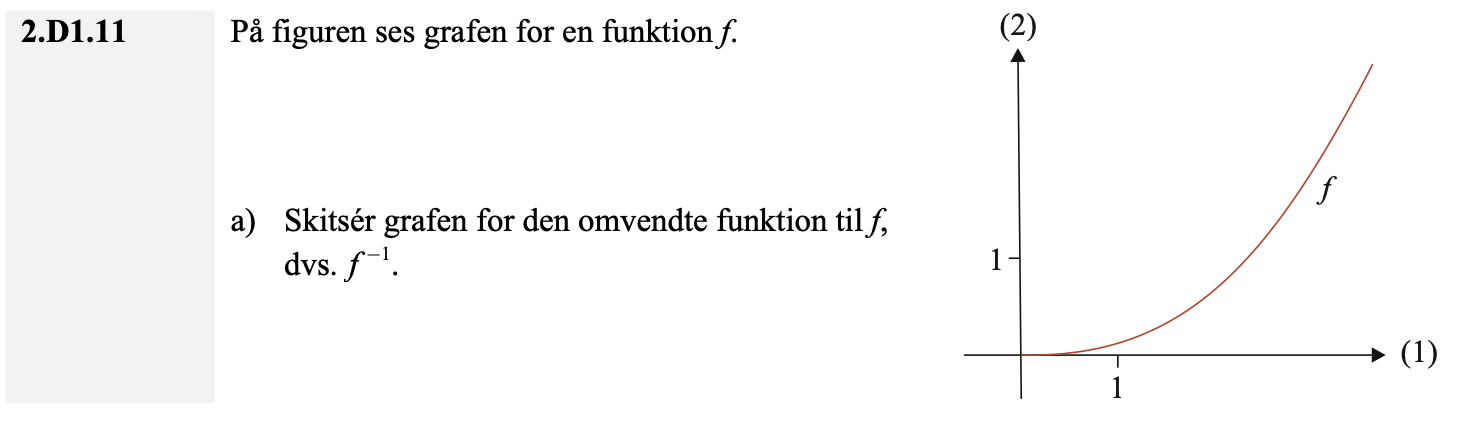 2.D1.11 På figuren ses grafen for en funktion f.
a) Skitsér grafen for den omvendte funktion til f,
dvs. f⁻¹.
(2)
f
1
(1)
1